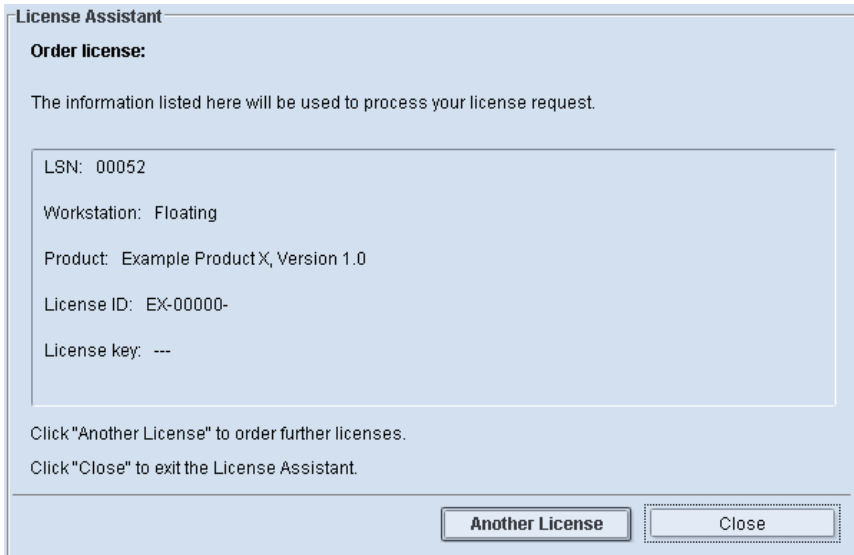 License Assistant
Order license:
The information listed here will be used to process your license request.
LSN: 00052
Workstation: Floating
Product: Example Product X, Version 1.0
License ID: EX-00000-
License key: ---
Click "Another License" to order further licenses.
Click "Close" to exit the License Assistant.
Another License Close